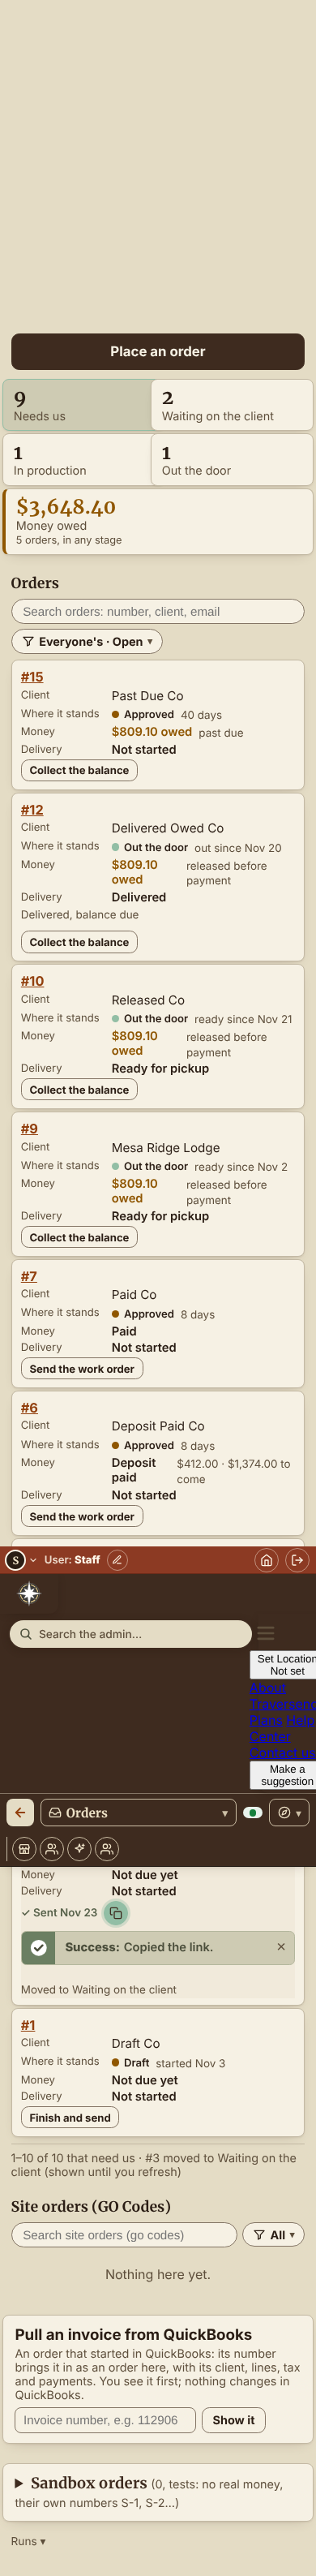 Place an order
9
Needs us
2
Waiting on the client
1
In production
1
Out the door
$3,648.40
Money owed
5 orders, in any stage
Orders
Search orders: number, client, email
Everyone's · Open ▾
#15
Client Past Due Co
Where it stands Approved 40 days
Money $809.10 owed past due
Delivery Not started
Collect the balance
#12
Client Delivered Owed Co
Where it stands Out the door out since Nov 20
Money $809.10 owed released before payment
Delivery Delivered
Delivered, balance due
Collect the balance
#10
Client Released Co
Where it stands Out the door ready since Nov 21
Money $809.10 owed released before payment
Delivery Ready for pickup
Collect the balance
#9
Client Mesa Ridge Lodge
Where it stands Out the door ready since Nov 2
Money $809.10 owed released before payment
Delivery Ready for pickup
Collect the balance
#7
Client Paid Co
Where it stands Approved 8 days
Money Paid
Delivery Not started
Send the work order
#6
Client Deposit Paid Co
Where it stands Approved 8 days
Money Deposit paid $412.00 · $1,374.00 to come
Delivery Not started
Send the work order
S User: Staff
Search the admin...
Set Location
Not set
About
Traversend
Plans Help
Center
Contact us
Make a
suggestion
Orders ▾
▾
Money Not due yet
Delivery Not started
✓ Sent Nov 23
Success: Copied the link. ✕
Moved to Waiting on the client
#1
Client Draft Co
Where it stands Draft started Nov 3
Money Not due yet
Delivery Not started
Finish and send
1–10 of 10 that need us · #3 moved to Waiting on the
client (shown until you refresh)
Site orders (GO Codes)
Search site orders (go codes)
All ▾
Nothing here yet.
Pull an invoice from QuickBooks
An order that started in QuickBooks: its number
brings it in as an order here, with its client, lines, tax
and payments. You see it first; nothing changes in
QuickBooks.
Invoice number, e.g. 112906
Show it
▶ Sandbox orders (0, tests: no real money,
their own numbers S-1, S-2…)
Runs ▾